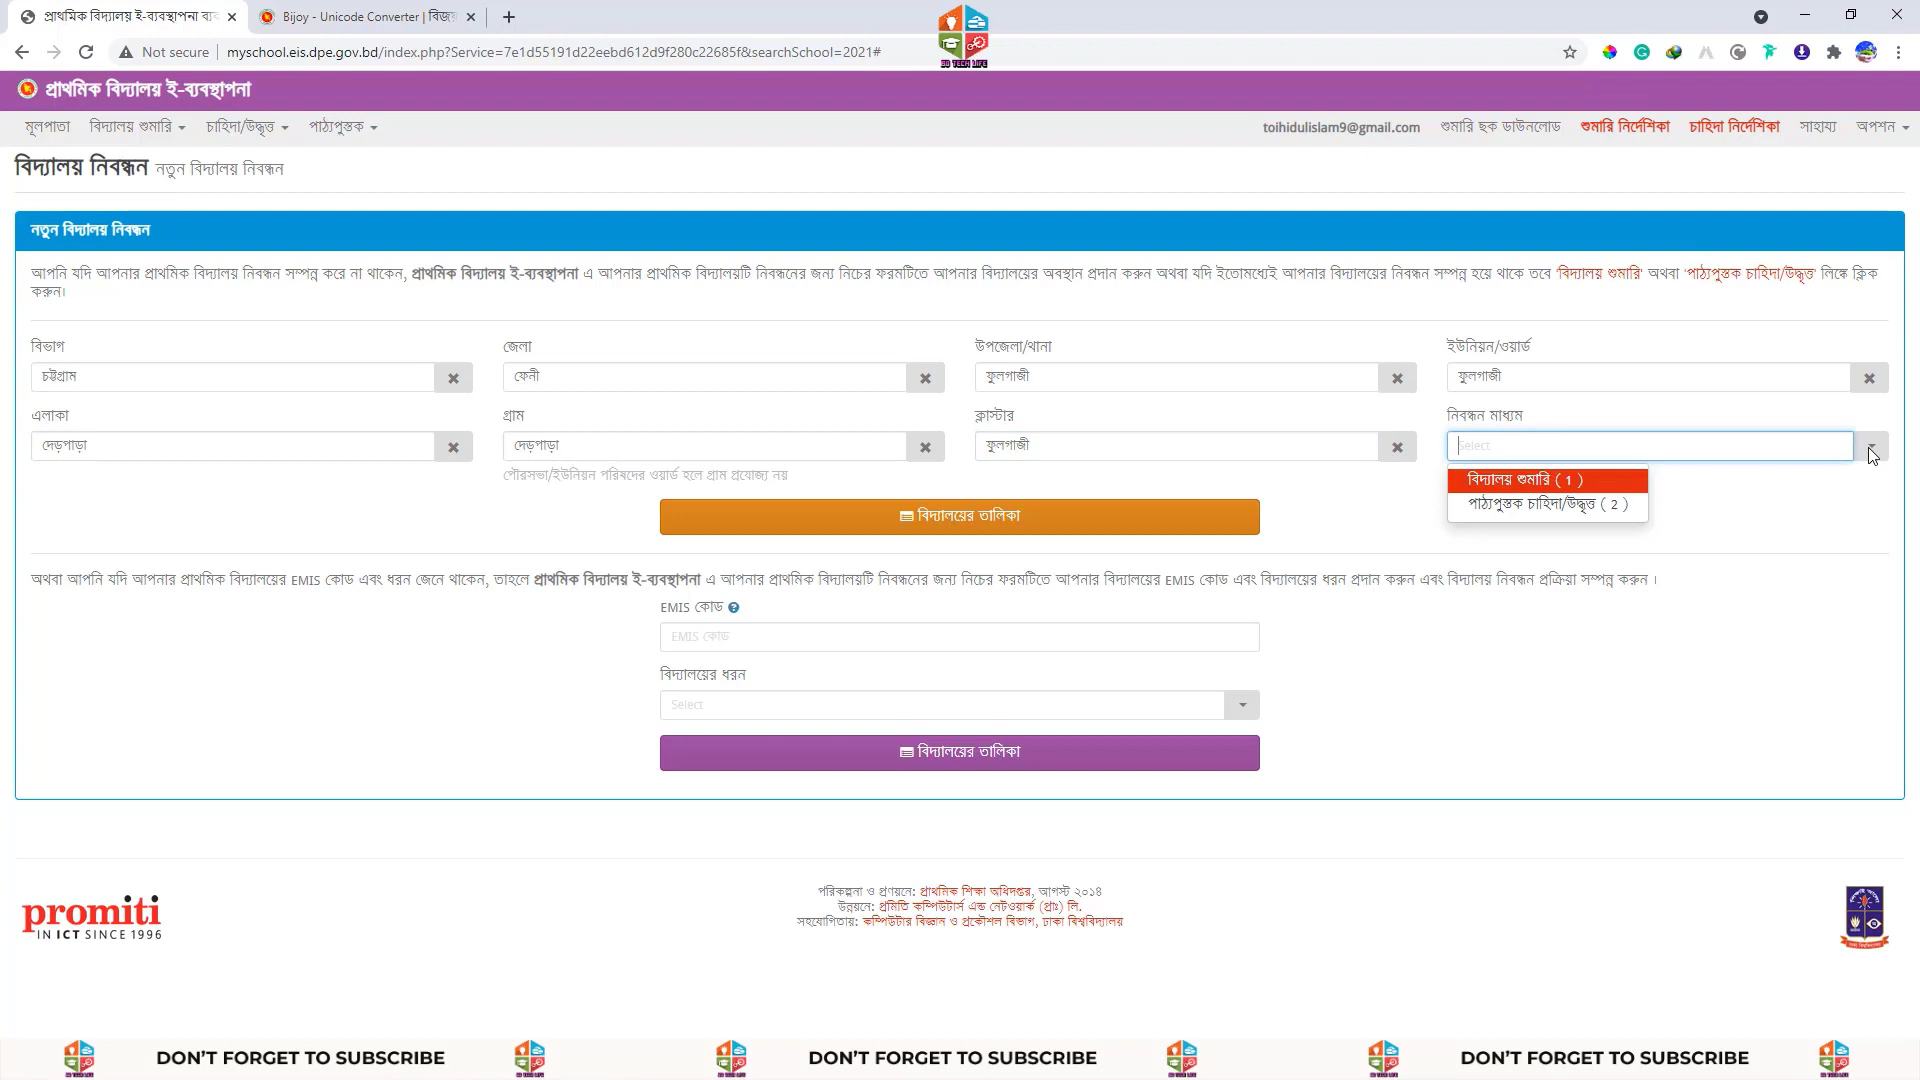 প্রাথমিক বিদ্যালয় ই-ব্যবস্থাপনা ব্যব
Bijoy - Unicode Converter | বিজয়
Not secure
myschool.eis.dpe.gov.bd/index.php?Service=7e1d55191d22eebd612d9f280c22685f&searchSchool=2021#
BD TECH LIFE
প্রাথমিক বিদ্যালয় ই-ব্যবস্থাপনা
মূলপাতা বিদ্যালয় শুমারি চাহিদা/উদ্ধৃত্ত পাঠ্যপুস্তক toihidulislam9@gmail.com শুমারি ছক ডাউনলোড শুমারি নির্দেশিকা চাহিদা নির্দেশিকা সাহায্য অপশন
বিদ্যালয় নিবন্ধন নতুন বিদ্যালয় নিবন্ধন
নতুন বিদ্যালয় নিবন্ধন
আপনি যদি আপনার প্রাথমিক বিদ্যালয় নিবন্ধন সম্পন্ন করে না থাকেন, প্রাথমিক বিদ্যালয় ই-ব্যবস্থাপনা এ আপনার প্রাথমিক বিদ্যালয়টি নিবন্ধনের জন্য নিচের ফরমটিতে আপনার বিদ্যালয়ের অবস্থান প্রদান করুন অথবা যদি ইতোমধ্যেই আপনার বিদ্যালয়ের নিবন্ধন সম্পন্ন হয়ে থাকে তবে 'বিদ্যালয় শুমারি' অথবা 'পাঠ্যপুস্তক চাহিদা/উদ্ধৃত্ত' লিঙ্কে ক্লিক
করুন।
বিভাগ জেলা উপজেলা/থানা ইউনিয়ন/ওয়ার্ড
চট্টগ্রাম ফেনী ফুলগাজী ফুলগাজী
এলাকা গ্রাম ক্লাস্টার নিবন্ধন মাধ্যম
দেড়পাড়া দেড়পাড়া ফুলগাজী Select
পৌরসভা/ইউনিয়ন পরিষদের ওয়ার্ড হলে গ্রাম প্রযোজ্য নয়
বিদ্যালয় শুমারি ( 1 )
পাঠ্যপুস্তক চাহিদা/উদ্ধৃত্ত ( 2 )
বিদ্যালয়ের তালিকা
অথবা আপনি যদি আপনার প্রাথমিক বিদ্যালয়ের EMIS কোড এবং ধরন জেনে থাকেন, তাহলে প্রাথমিক বিদ্যালয় ই-ব্যবস্থাপনা এ আপনার প্রাথমিক বিদ্যালয়টি নিবন্ধনের জন্য নিচের ফরমটিতে আপনার বিদ্যালয়ের EMIS কোড এবং বিদ্যালয়ের ধরন প্রদান করুন এবং বিদ্যালয় নিবন্ধন প্রক্রিয়া সম্পন্ন করুন ।
EMIS কোড
EMIS কোড
বিদ্যালয়ের ধরন
Select
বিদ্যালয়ের তালিকা
পরিকল্পনা ও প্রণয়নে: প্রাথমিক শিক্ষা অধিদপ্তর, আগস্ট ২০১৪
উন্নয়নে: প্রমিতি কম্পিউটার্স এন্ড নেটওয়ার্ক (প্রাঃ) লি.
সহযোগিতায়: কম্পিউটার বিজ্ঞান ও প্রকৌশল বিভাগ, ঢাকা বিশ্ববিদ্যালয়
promiti
IN ICT SINCE 1996
DON'T FORGET TO SUBSCRIBE DON'T FORGET TO SUBSCRIBE DON'T FORGET TO SUBSCRIBE